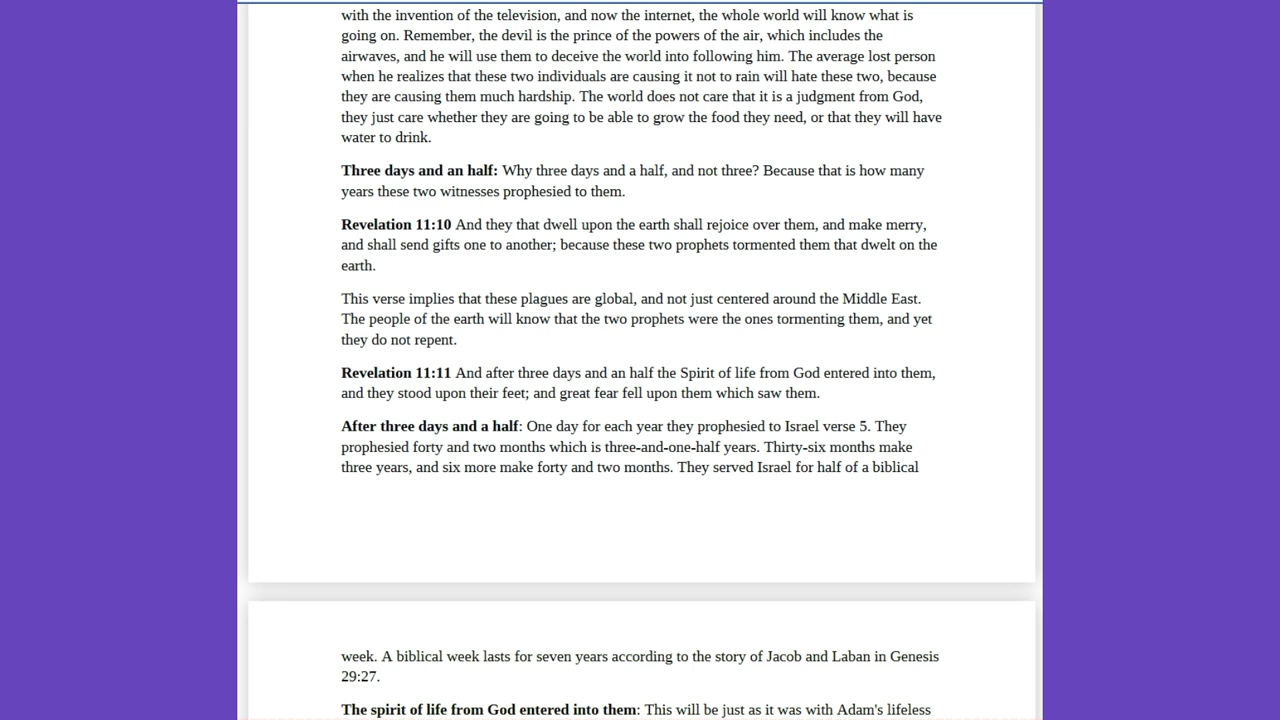 with the invention of the television, and now the internet, the whole world will know what is
going on. Remember, the devil is the prince of the powers of the air, which includes the
airwaves, and he will use them to deceive the world into following him. The average lost person
when he realizes that these two individuals are causing it not to rain will hate these two, because
they are causing them much hardship. The world does not care that it is a judgment from God,
they just care whether they are going to be able to grow the food they need, or that they will have
water to drink.
Three days and an half: Why three days and a half, and not three? Because that is how many
years these two witnesses prophesied to them.
Revelation 11:10 And they that dwell upon the earth shall rejoice over them, and make merry,
and shall send gifts one to another; because these two prophets tormented them that dwelt on the
earth.
This verse implies that these plagues are global, and not just centered around the Middle East.
The people of the earth will know that the two prophets were the ones tormenting them, and yet
they do not repent.
Revelation 11:11 And after three days and an half the Spirit of life from God entered into them,
and they stood upon their feet; and great fear fell upon them which saw them.
After three days and a half: One day for each year they prophesied to Israel verse 5. They
prophesied forty and two months which is three-and-one-half years. Thirty-six months make
three years, and six more make forty and two months. They served Israel for half of a biblical
week. A biblical week lasts for seven years according to the story of Jacob and Laban in Genesis
29:27.
The spirit of life from God entered into them: This will be just as it was with Adam's lifeless